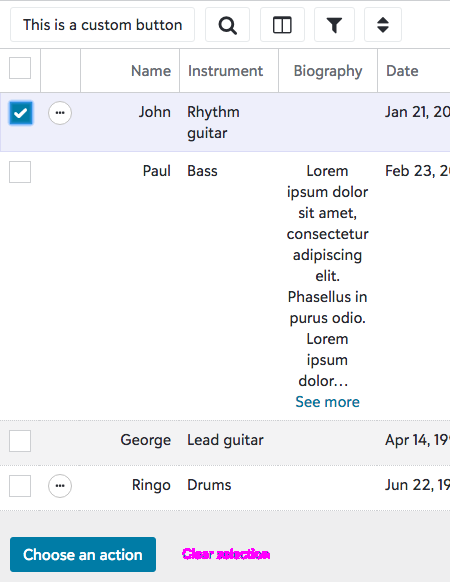 This is a custom button
Name Instrument Biography Date
John Rhythm guitar Jan 21, 20
Paul Bass Lorem Feb 23, 2
ipsum dolor
sit amet,
consectetur
adipiscing
elit.
Phasellus in
purus odio.
Lorem
ipsum
dolor...
See more
George Lead guitar Apr 14, 19
Ringo Drums Jun 22, 19
Choose an action Clear selection